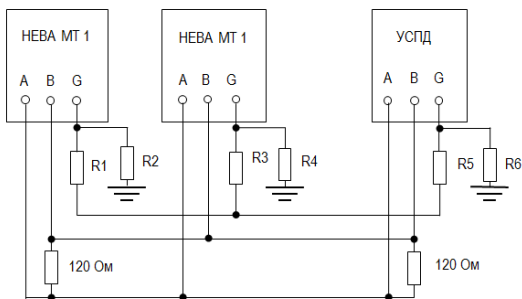 НЕВА МТ 1
НЕВА МТ 1
УСПД
A B G
A B G
A B G
R1
R2
R3
R4
R5
R6
120 Ом
120 Ом